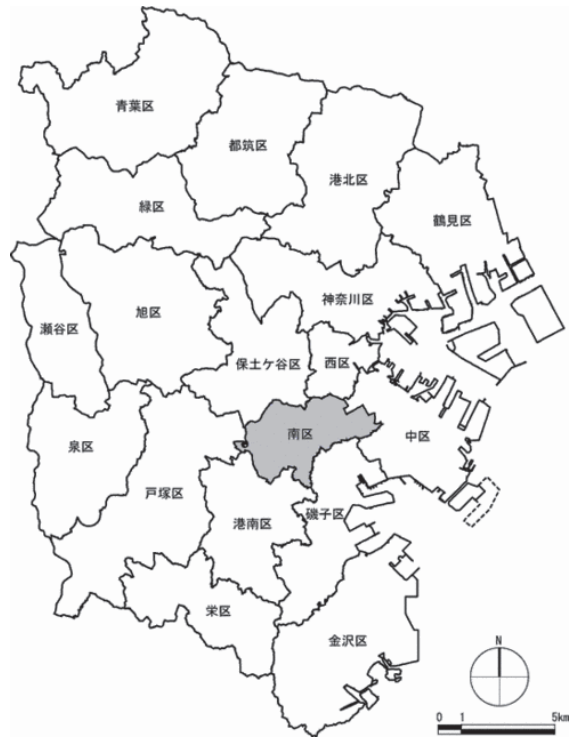 青葉区
都筑区
港北区
緑区
鶴見区
神奈川区
瀬谷区
旭区
保土ケ谷区
西区
南区
中区
泉区
戸塚区
港南区
磯子区
栄区
金沢区
N
0 1 5km